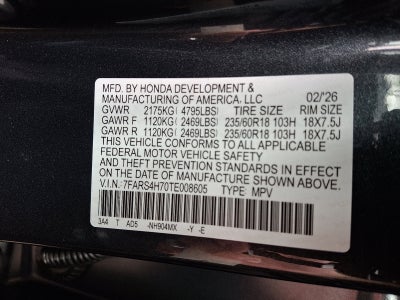 MFD. BY HONDA DEVELOPMENT &
MANUFACTURING OF AMERICA, LLC 02/'26
GVWR 2175KG ( 4795LBS) TIRE SIZE RIM SIZE
GAWR F 1120KG ( 2469LBS) 235/60R18 103H 18X7.5J
GAWR R 1120KG ( 2469LBS) 235/60R18 103H 18X7.5J
THIS VEHICLE CONFORMS TO ALL APPLICABLE
FEDERAL MOTOR VEHICLE SAFETY
AND THEFT PREVENTION STANDARDS IN EFFECT
ON THE DATE OF MANUFACTURE SHOWN ABOVE.
V.I.N.: 7FARS4H70TE008605 TYPE MPV
3A4 T AD5 -NH904MX -Y -E